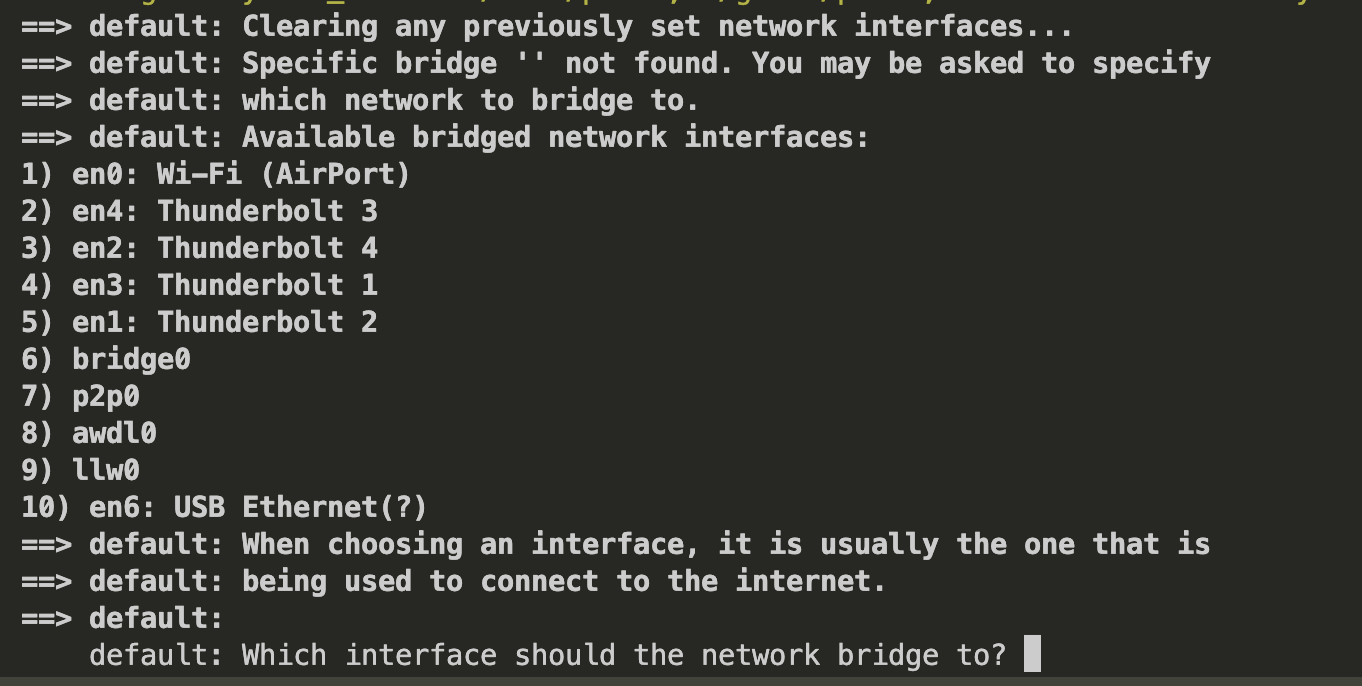 ==> default: Clearing any previously set network interfaces...
==> default: Specific bridge '' not found. You may be asked to specify
==> default: which network to bridge to.
==> default: Available bridged network interfaces:
1) en0: Wi-Fi (AirPort)
2) en4: Thunderbolt 3
3) en2: Thunderbolt 4
4) en3: Thunderbolt 1
5) en1: Thunderbolt 2
6) bridge0
7) p2p0
8) awdl0
9) llw0
10) en6: USB Ethernet(?)
==> default: When choosing an interface, it is usually the one that is
==> default: being used to connect to the internet.
==> default:
    default: Which interface should the network bridge to?